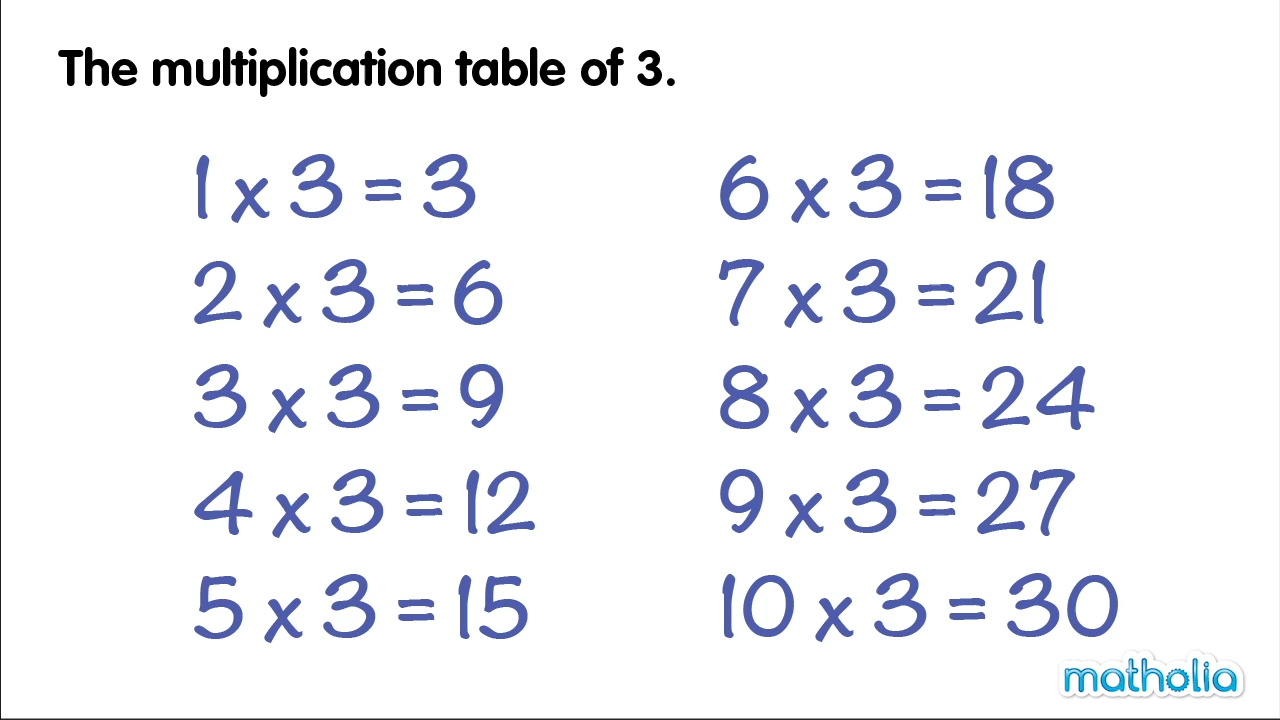 The multiplication table of 3.
1 x 3 = 3
2 x 3 = 6
3 x 3 = 9
4 x 3 = 12
5 x 3 = 15
6 x 3 = 18
7 x 3 = 21
8 x 3 = 24
9 x 3 = 27
10 x 3 = 30
matholia